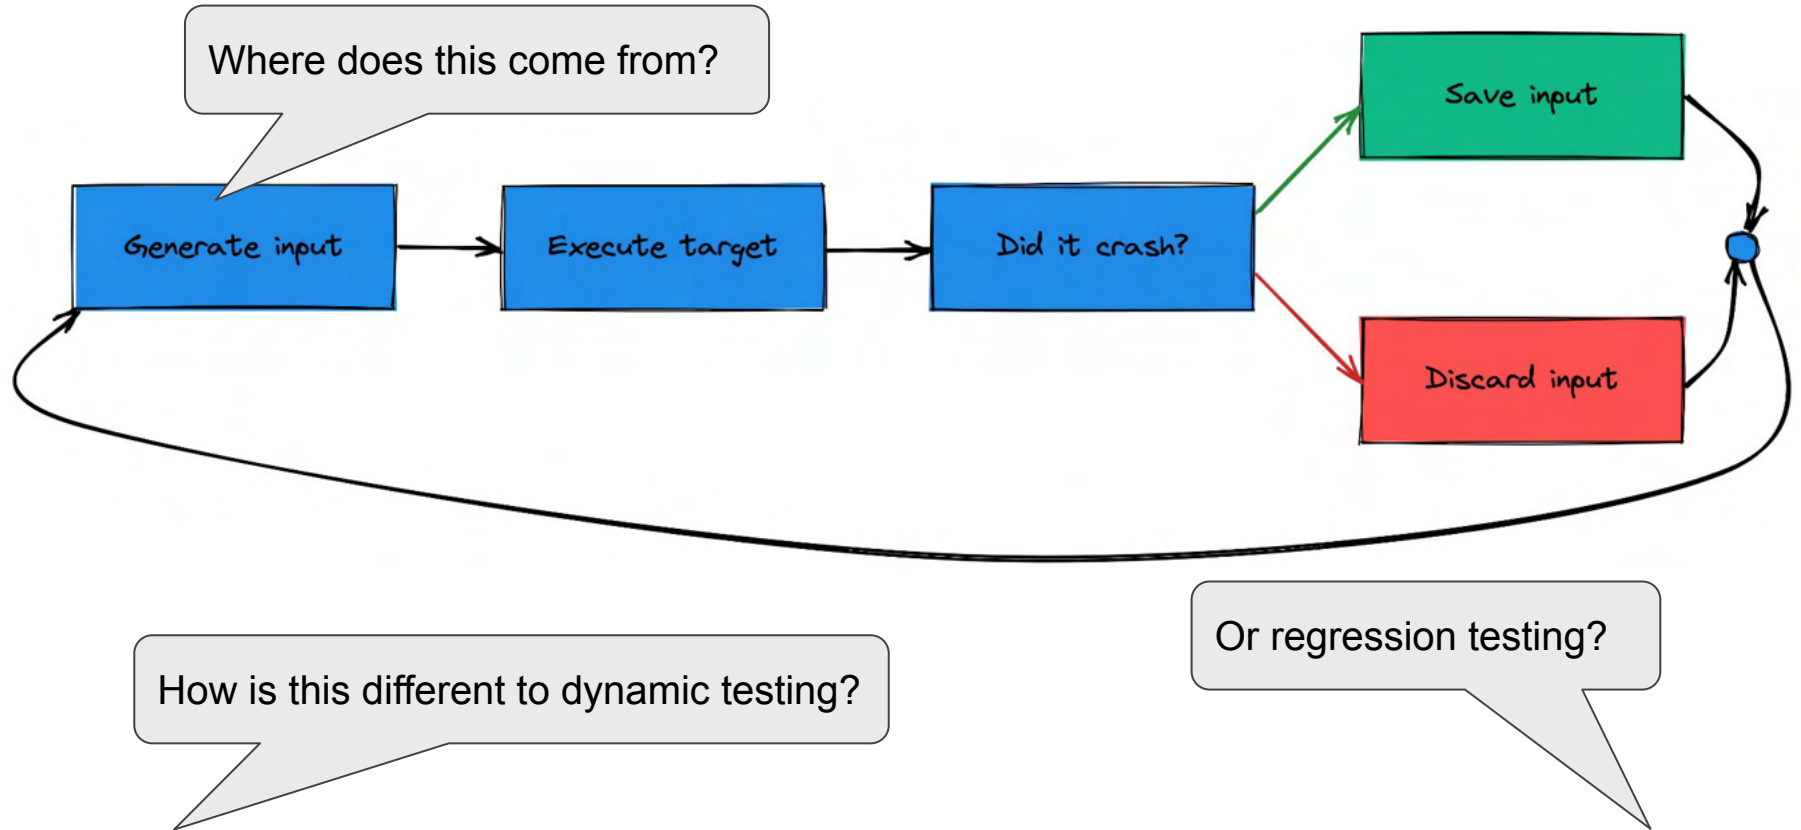 Where does this come from?
Save input
Generate input
Execute target
Did it crash?
Discard input
Or regression testing?
How is this different to dynamic testing?